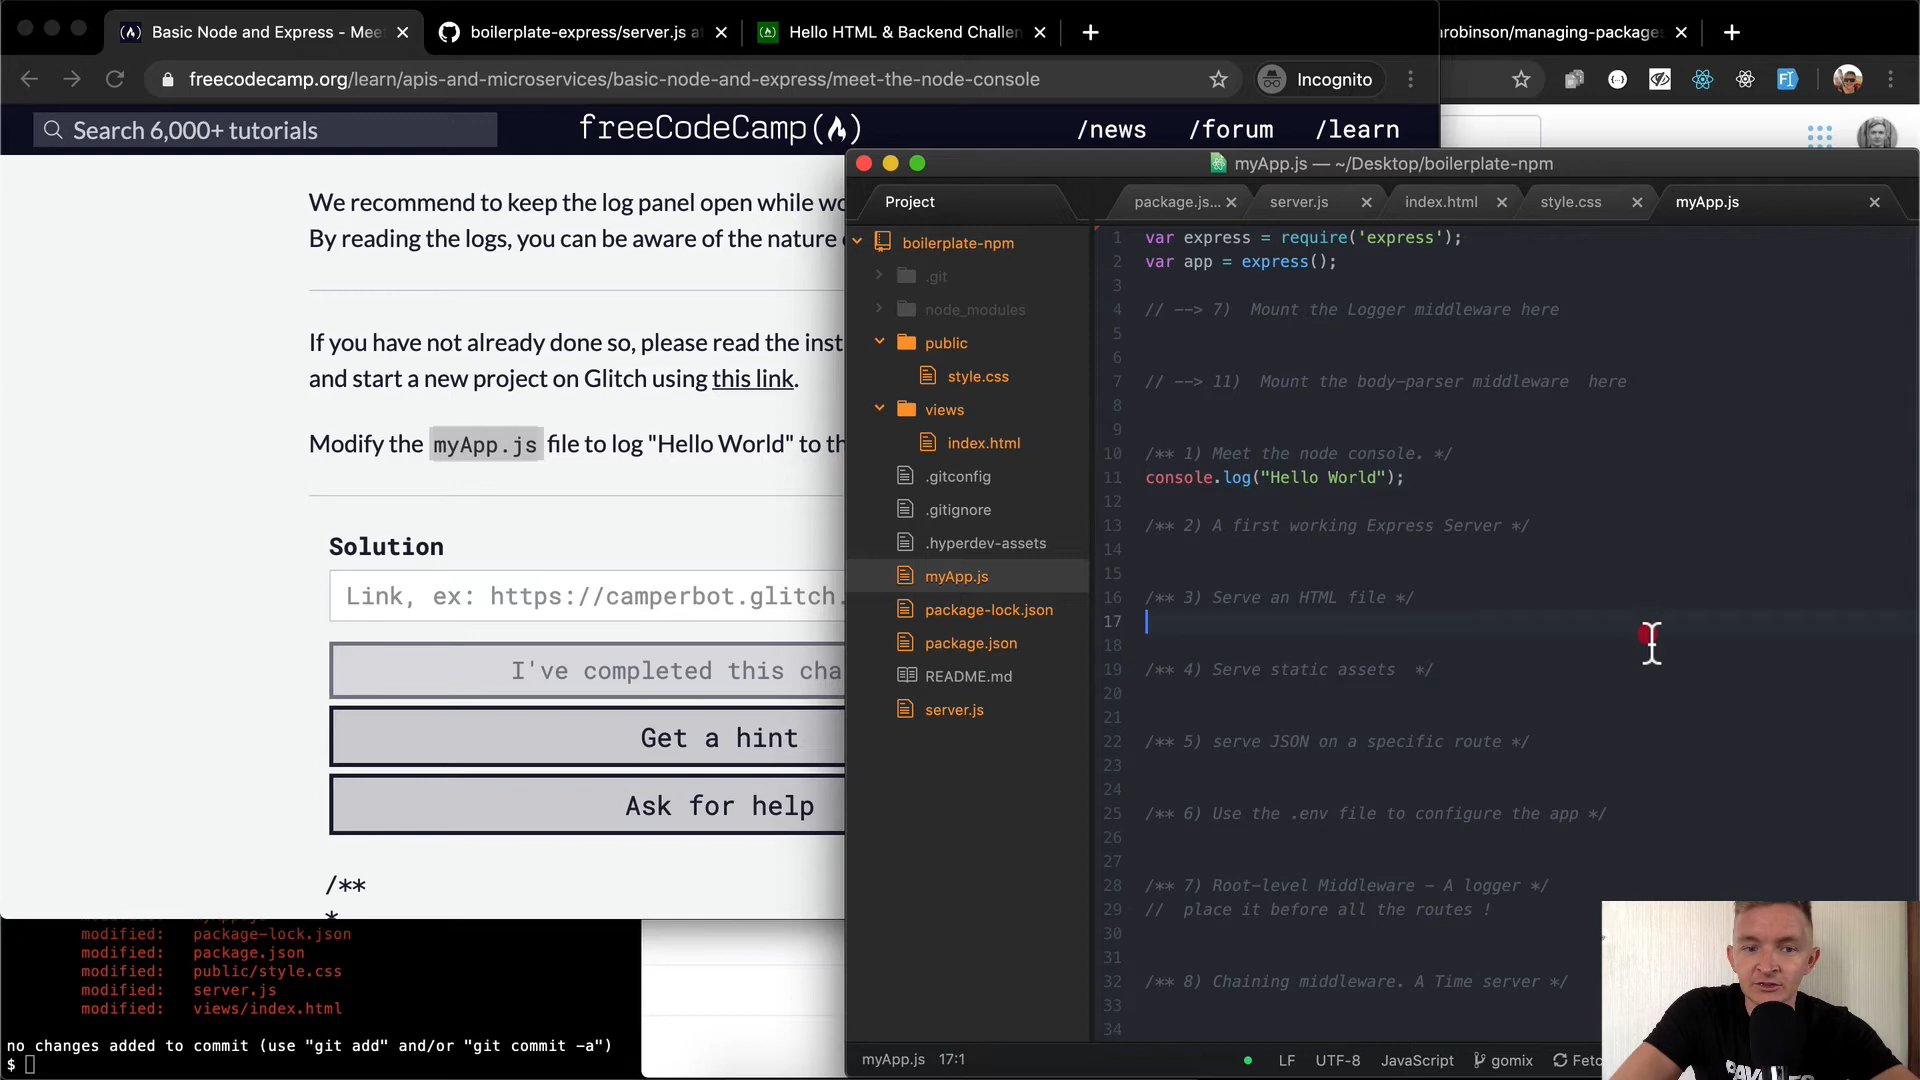 Basic Node and Express - Mee
boilerplate-express/server.js at
Hello HTML & Backend Challen
robinson/managing-packages
freecodecamp.org/learn/apis-and-microservices/basic-node-and-express/meet-the-node-console
Incognito
Search 6,000+ tutorials
freeCodeCamp
/news
/forum
/learn
We recommend to keep the log panel open while wo
By reading the logs, you can be aware of the nature
If you have not already done so, please read the inst
and start a new project on Glitch using this link.
Modify the myApp.js file to log "Hello World" to th
Solution
Link, ex: https://camperbot.glitch.
I've completed this cha
Get a hint
Ask for help
/**
*
modified: package-lock.json
modified: package.json
modified: public/style.css
modified: server.js
modified: views/index.html
no changes added to commit (use "git add" and/or "git commit -a")
$
myApp.js — ~/Desktop/boilerplate-npm
Project
package.js...
server.js
index.html
style.css
myApp.js
boilerplate-npm
.git
node_modules
public
style.css
views
index.html
.gitconfig
.gitignore
.hyperdev-assets
myApp.js
package-lock.json
package.json
README.md
server.js
1 var express = require('express');
2 var app = express();
3
4 // --> 7)  Mount the Logger middleware here
5
6
7 // --> 11)  Mount the body-parser middleware  here
8
9
10 /** 1) Meet the node console. */
11 console.log("Hello World");
12
13 /** 2) A first working Express Server */
14
15
16 /** 3) Serve an HTML file */
17
18
19 /** 4) Serve static assets  */
20
21
22 /** 5) serve JSON on a specific route */
23
24
25 /** 6) Use the .env file to configure the app */
26
27
28 /** 7) Root-level Middleware - A logger */
29 //  place it before all the routes !
30
31
32 /** 8) Chaining middleware. A Time server */
33
34
myApp.js 17:1
LF
UTF-8
JavaScript
gomix
Fetc